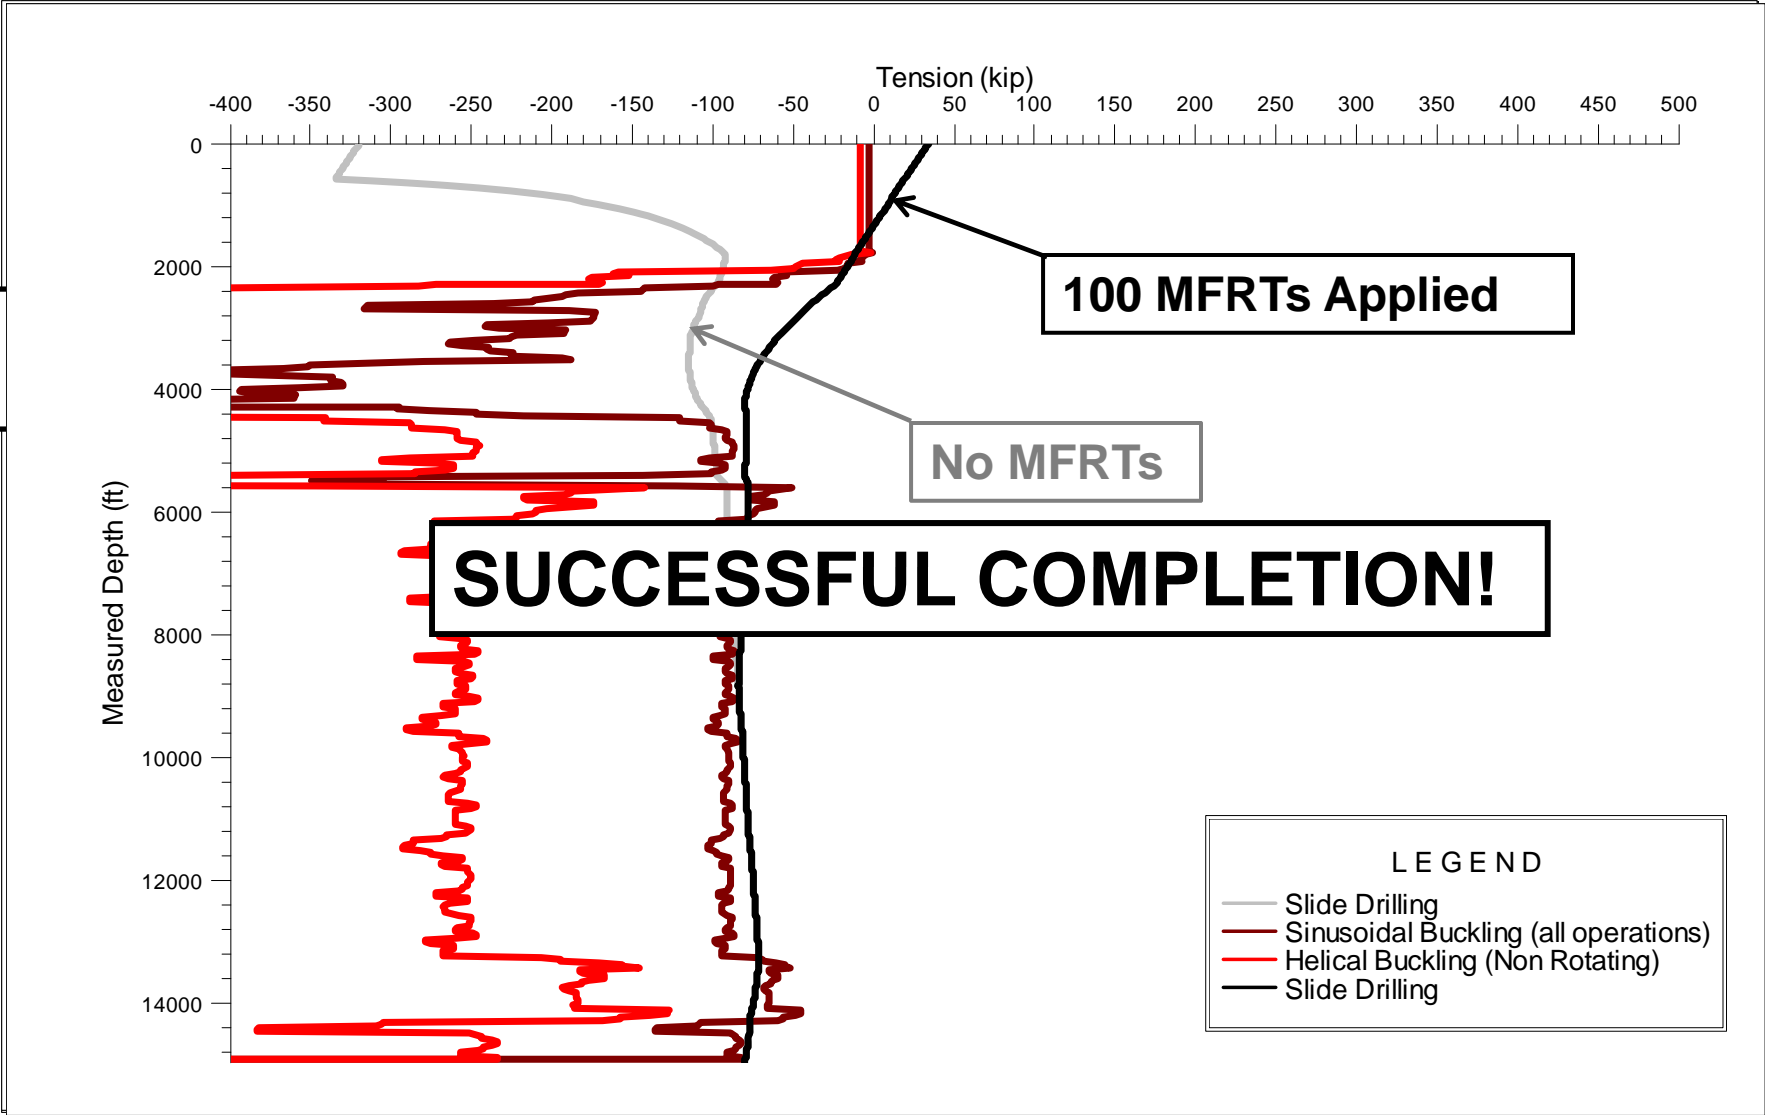 Tension (kip)
-400 -350 -300 -250 -200 -150 -100 -50 0 50 100 150 200 250 300 350 400 450 500
0
2000
4000
6000
8000
10000
12000
14000
Measured Depth (ft)
100 MFRTs Applied
No MFRTs
SUCCESSFUL COMPLETION!
LEGEND
Slide Drilling
Sinusoidal Buckling (all operations)
Helical Buckling (Non Rotating)
Slide Drilling